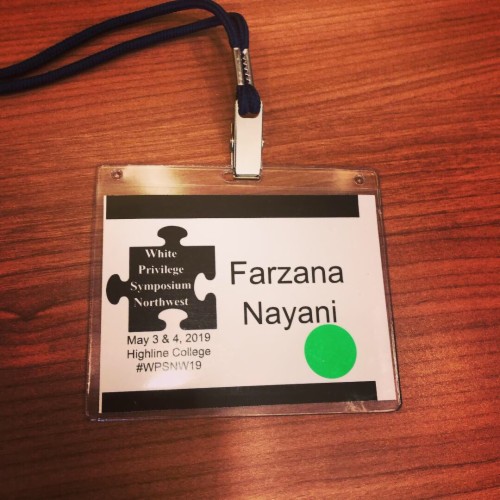 White
Privilege
Symposium
Northwest
May 3 & 4, 2019
Highline College
#WPSNW19
Farzana
Nayani